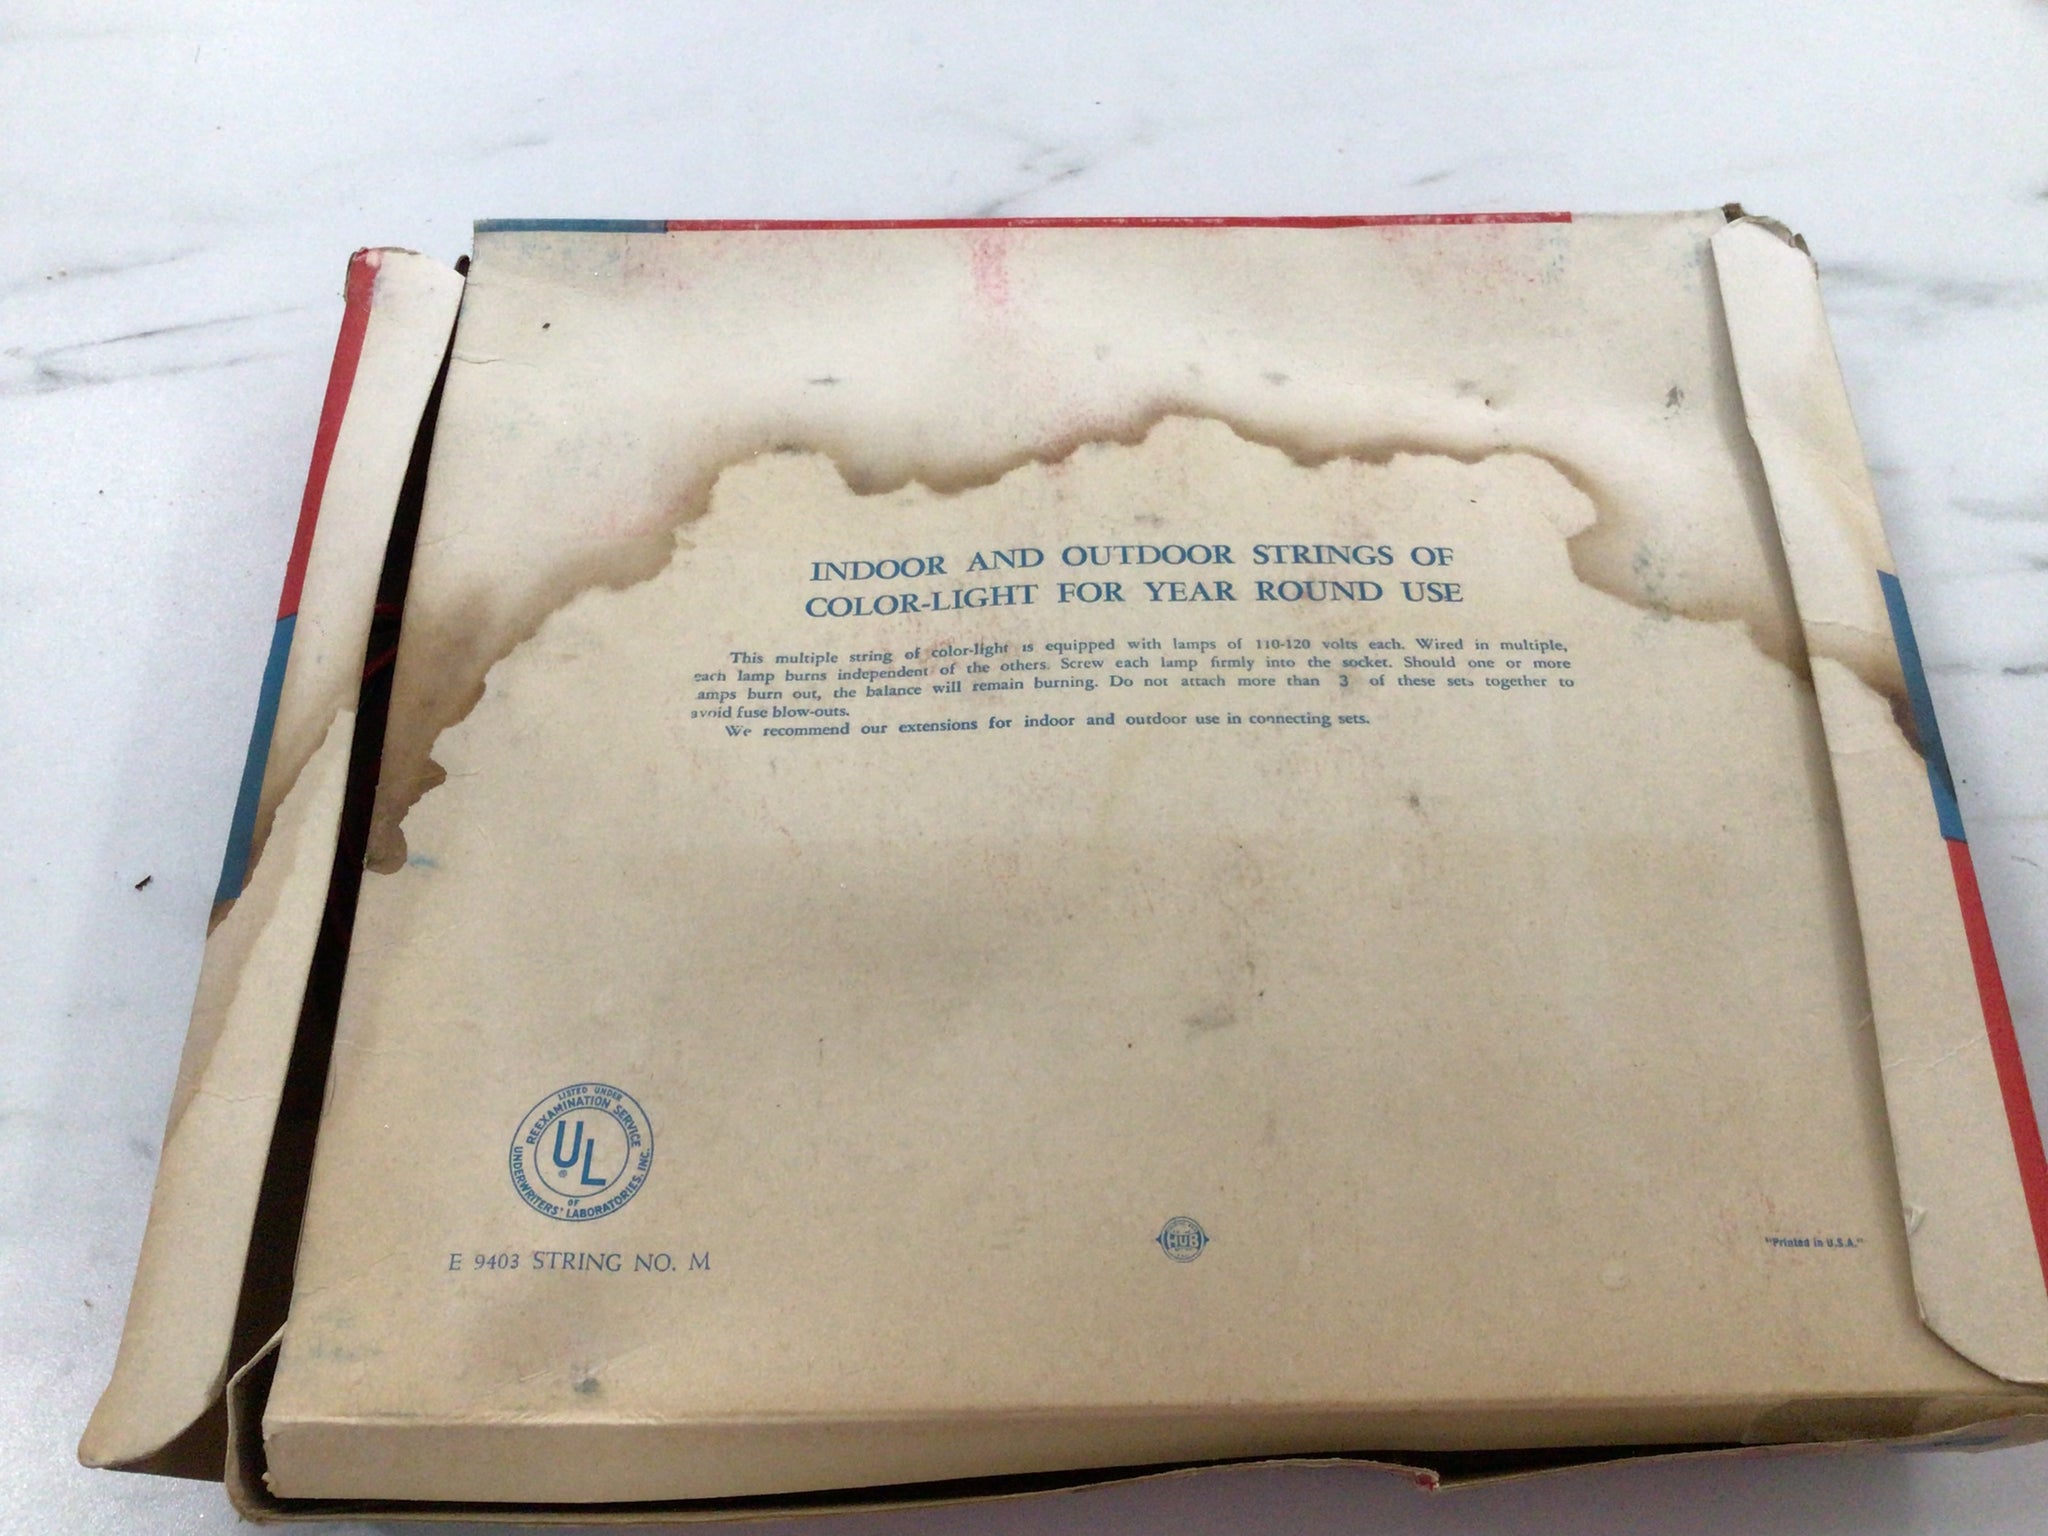 INDOOR AND OUTDOOR STRINGS OF
COLOR-LIGHT FOR YEAR ROUND USE
This multiple string of color-light is equipped with lamps of 110-120 volts each. Wired in multiple,
each lamp burns independent of the others. Screw each lamp firmly into the socket. Should one or more
amps burn out, the balance will remain burning. Do not attach more than 3 of these sets together to
avoid fuse blow-outs.
We recommend our extensions for indoor and outdoor use in connecting sets.
LISTED UNDER
REEXAMINATION SERVICE
UL
®
OF
UNDERWRITERS' LABORATORIES, INC.
E 9403 STRING NO. M
HUB
"Printed in U.S.A."